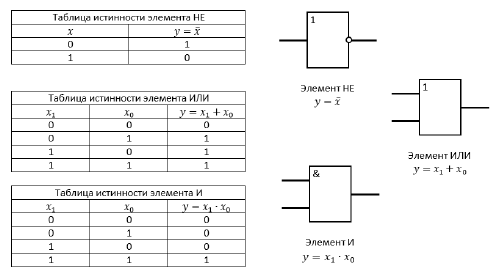 Таблица истинности элемента НЕ
x y = x̄
0 1
1 0
Таблица истинности элемента ИЛИ
x₁ x₀ y = x₁ + x₀
0 0 0
0 1 1
1 0 1
1 1 1
Таблица истинности элемента И
x₁ x₀ y = x₁ · x₀
0 0 0
0 1 0
1 0 0
1 1 1
1
Элемент НЕ
y = x̄
1
Элемент ИЛИ
y = x₁ + x₀
&
Элемент И
y = x₁ · x₀